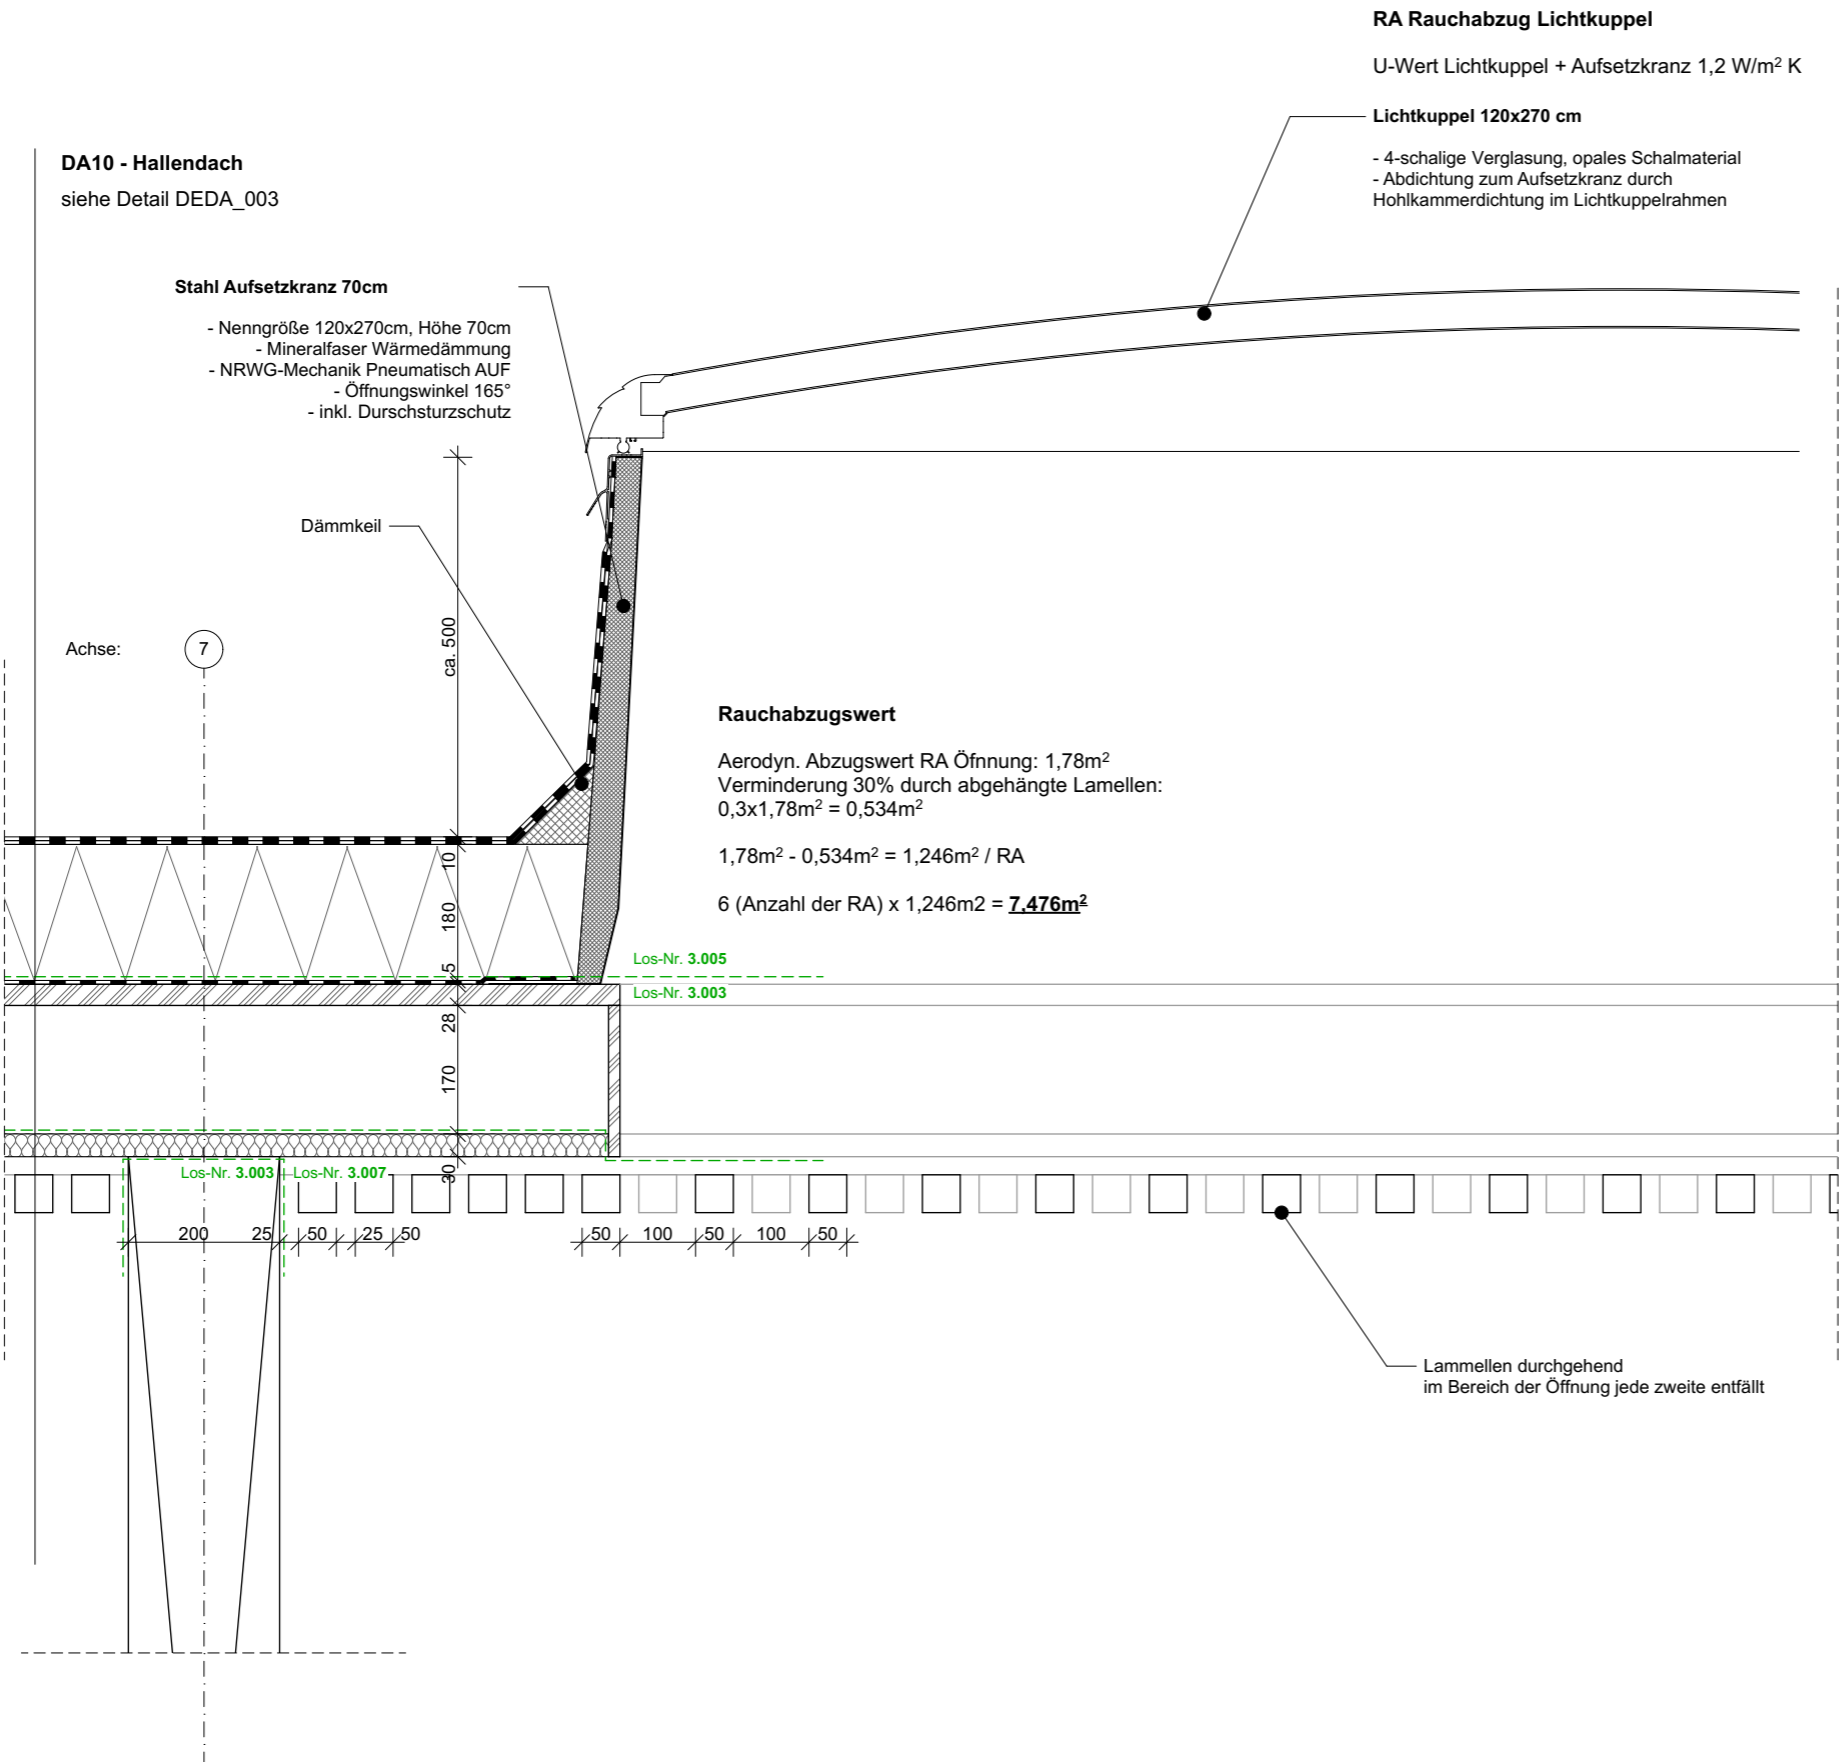 RA Rauchabzug Lichtkuppel
U-Wert Lichtkuppel + Aufsetzkranz 1,2 W/m² K
Lichtkuppel 120x270 cm
- 4-schalige Verglasung, opales Schalmaterial
- Abdichtung zum Aufsetzkranz durch
Hohlkammerdichtung im Lichtkuppelrahmen
DA10 - Hallendach
siehe Detail DEDA_003
Stahl Aufsetzkranz 70cm
- Nenngröße 120x270cm, Höhe 70cm
- Mineralfaser Wärmedämmung
- NRWG-Mechanik Pneumatisch AUF
- Öffnungswinkel 165°
- inkl. Durschsturzschutz
Dämmkeil
ca. 500
Achse:
7
Rauchabzugswert
Aerodyn. Abzugswert RA Öfnnung: 1,78m²
Verminderung 30% durch abgehängte Lamellen:
0,3x1,78m² = 0,534m²
1,78m² - 0,534m² = 1,246m² / RA
6 (Anzahl der RA) x 1,246m2 = 7,476m²
10
180
5
28
170
30
Los-Nr. 3.005
Los-Nr. 3.003
Los-Nr. 3.003
Los-Nr. 3.007
200 25 50 25 50
50 100 50 100 50
Lammellen durchgehend
im Bereich der Öffnung jede zweite entfällt